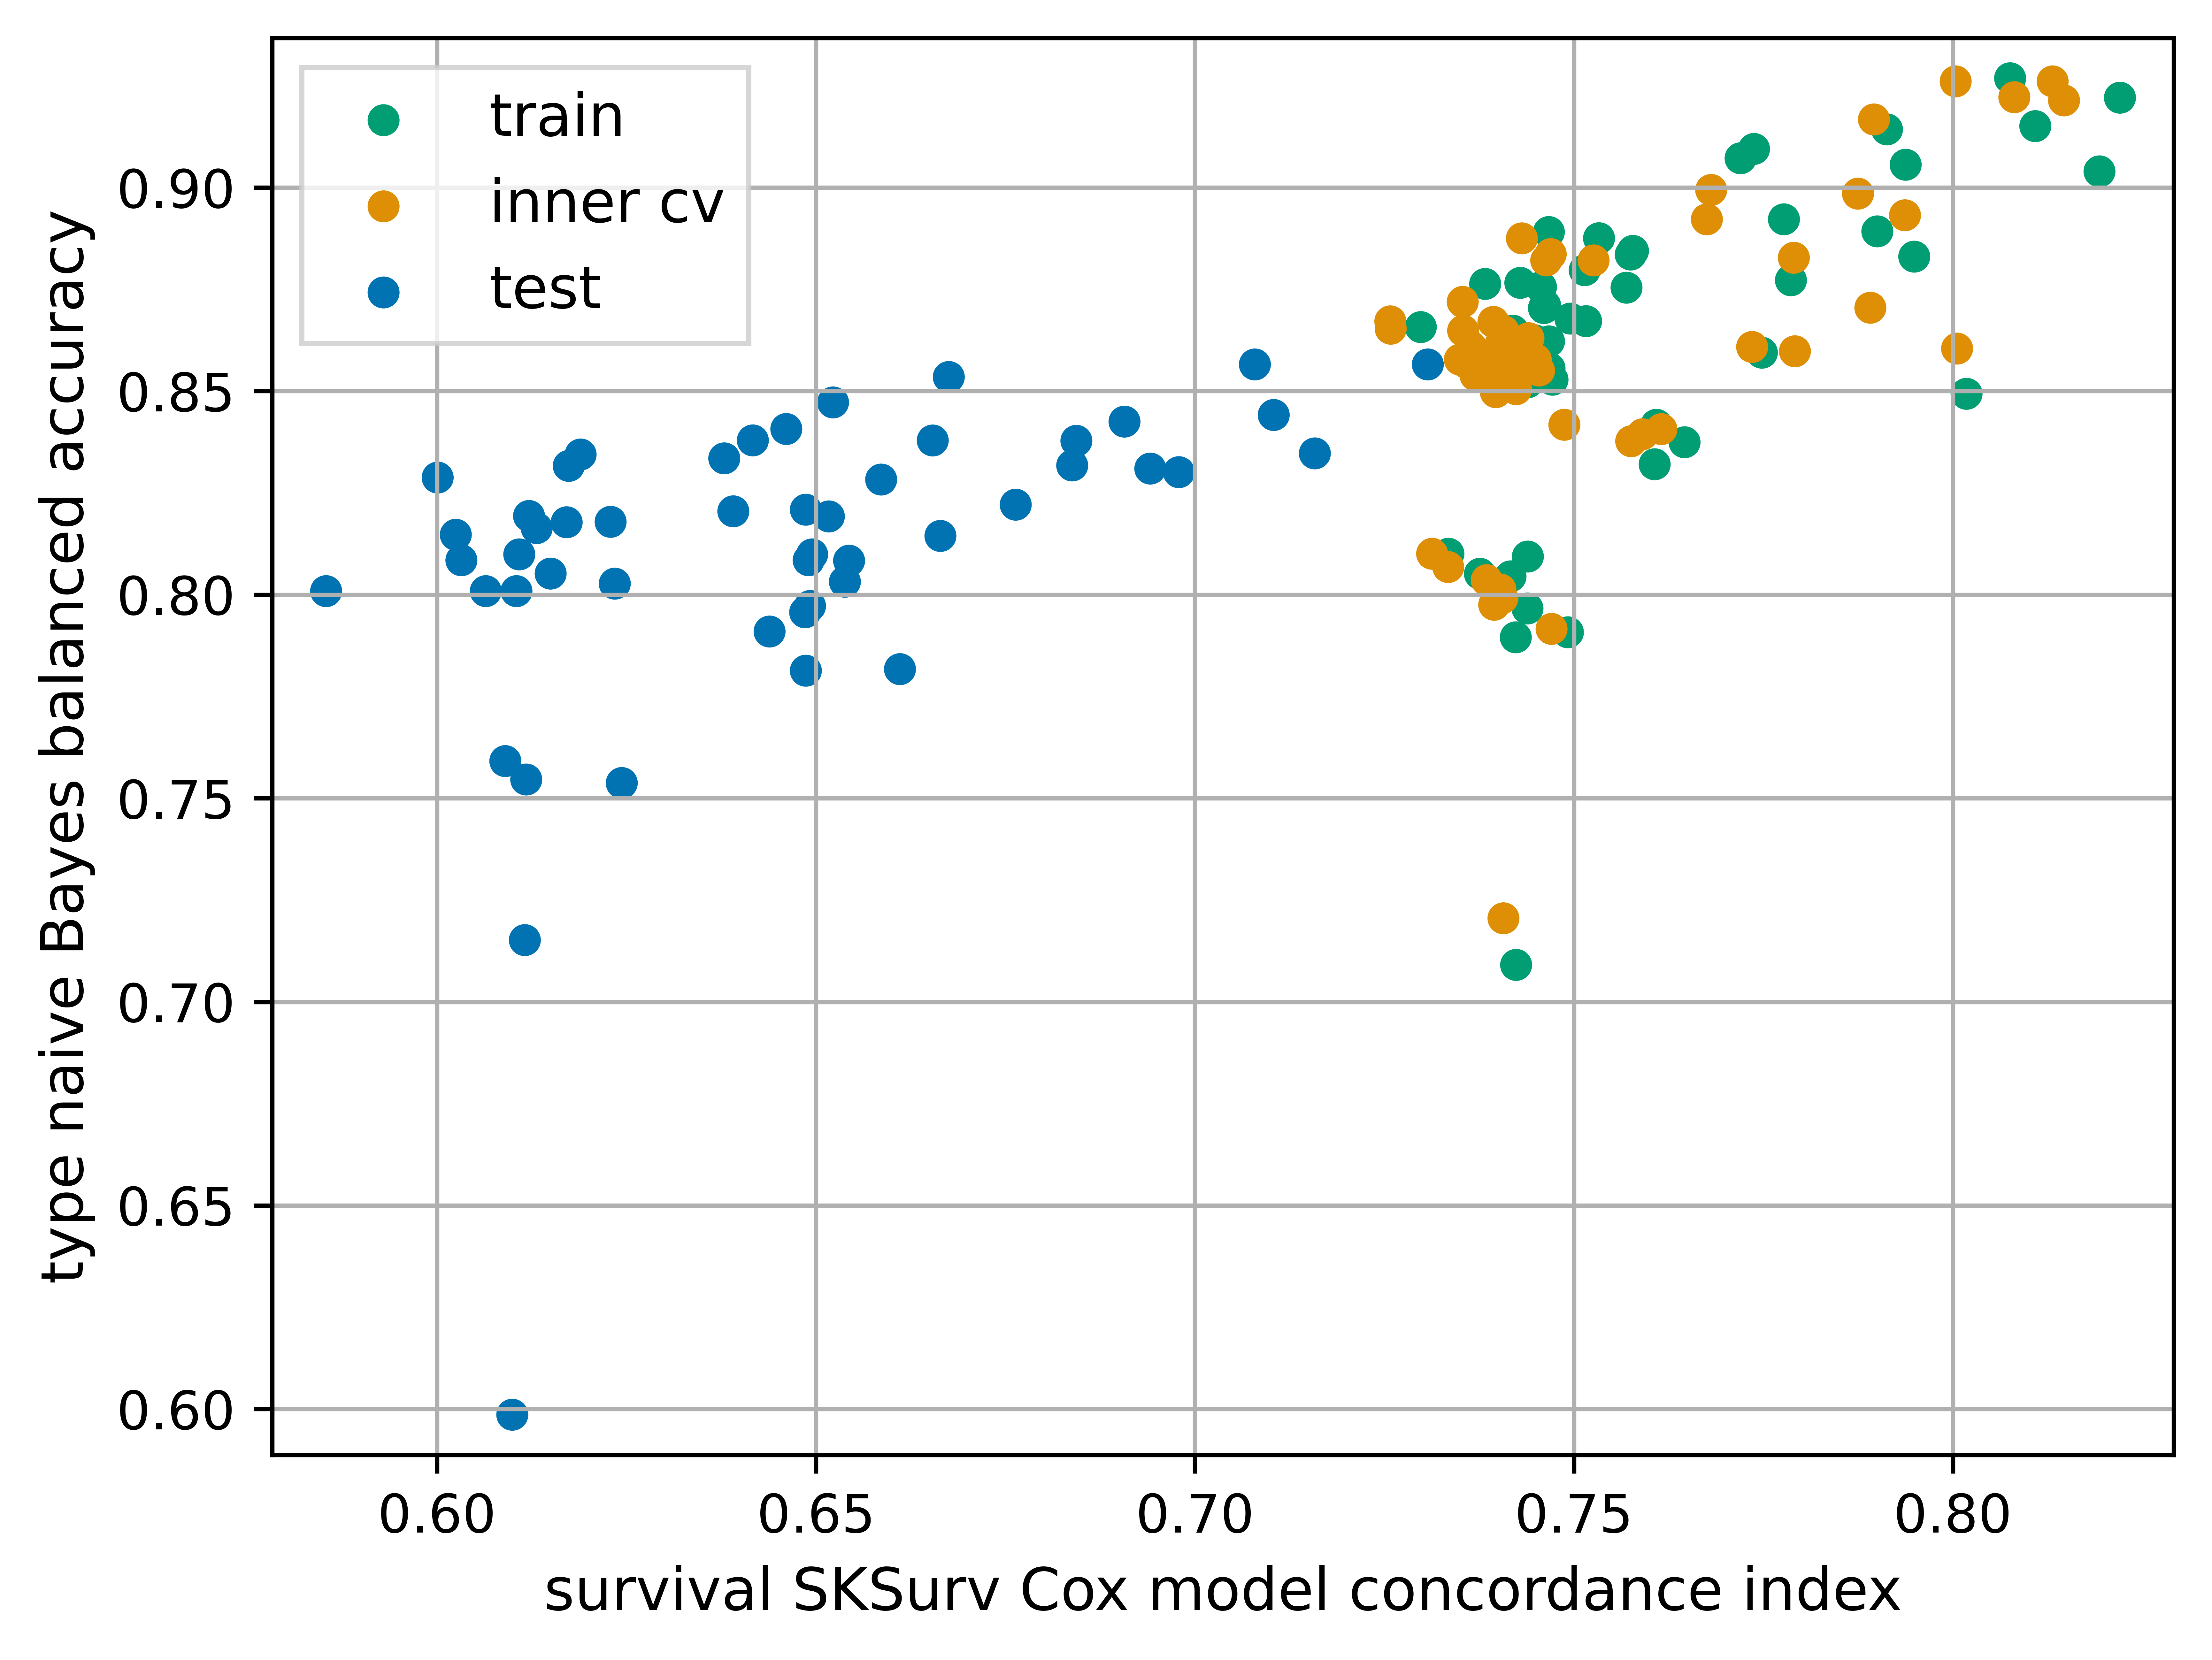 train
inner cv
test
type naive Bayes balanced accuracy
0.90
0.85
0.80
0.75
0.70
0.65
0.60
0.60 0.65 0.70 0.75 0.80
survival SKSurv Cox model concordance index